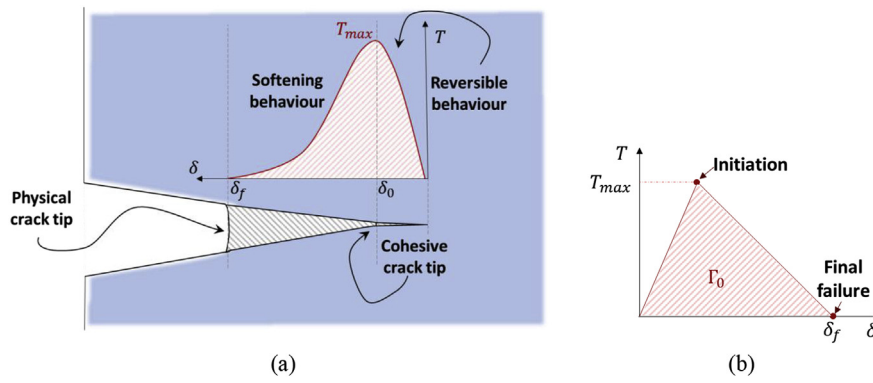 T_max
T
Softening
behaviour
Reversible
behaviour
δ
δ_f
δ_0
Physical
crack tip
Cohesive
crack tip
(a)
T
Initiation
T_max
Γ_0
Final
failure
δ_f
δ
(b)